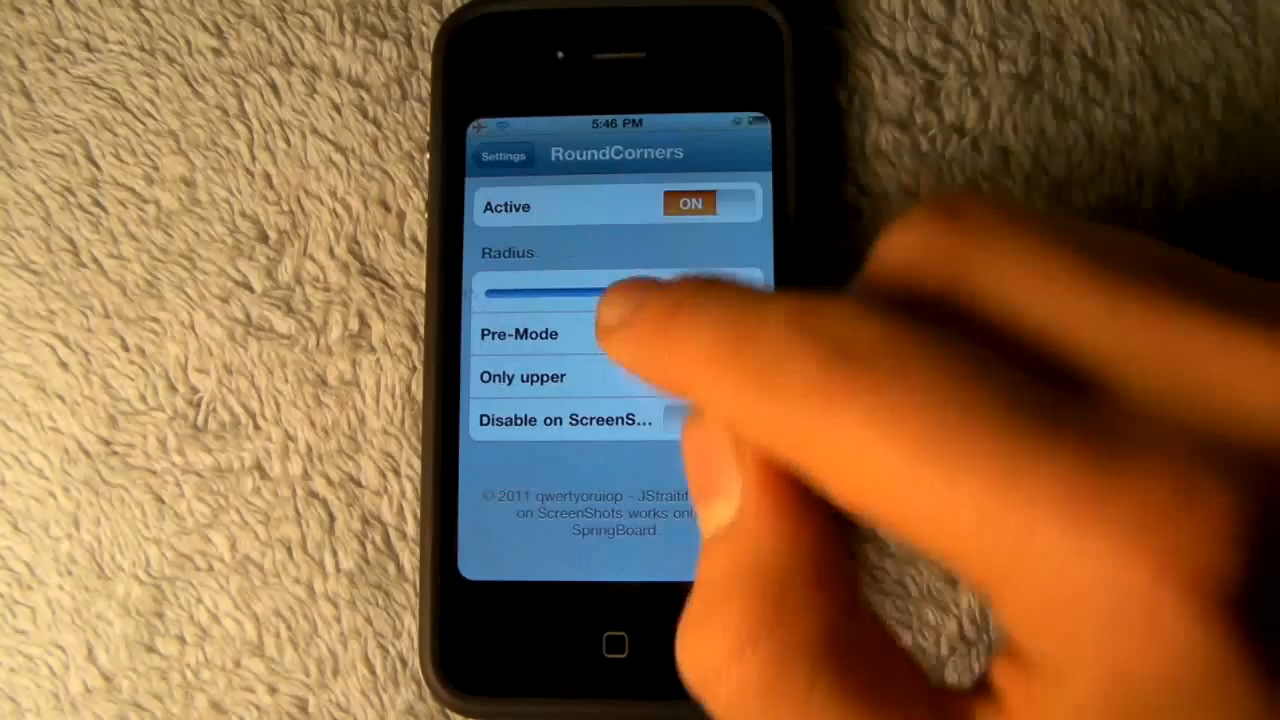 5:46 PM
Settings
RoundCorners
Active
ON
Radius
Pre-Mode
Only upper
Disable on ScreenS...
© 2011 qwertyoruiop - JStraitif
on ScreenShots works onl
SpringBoard.